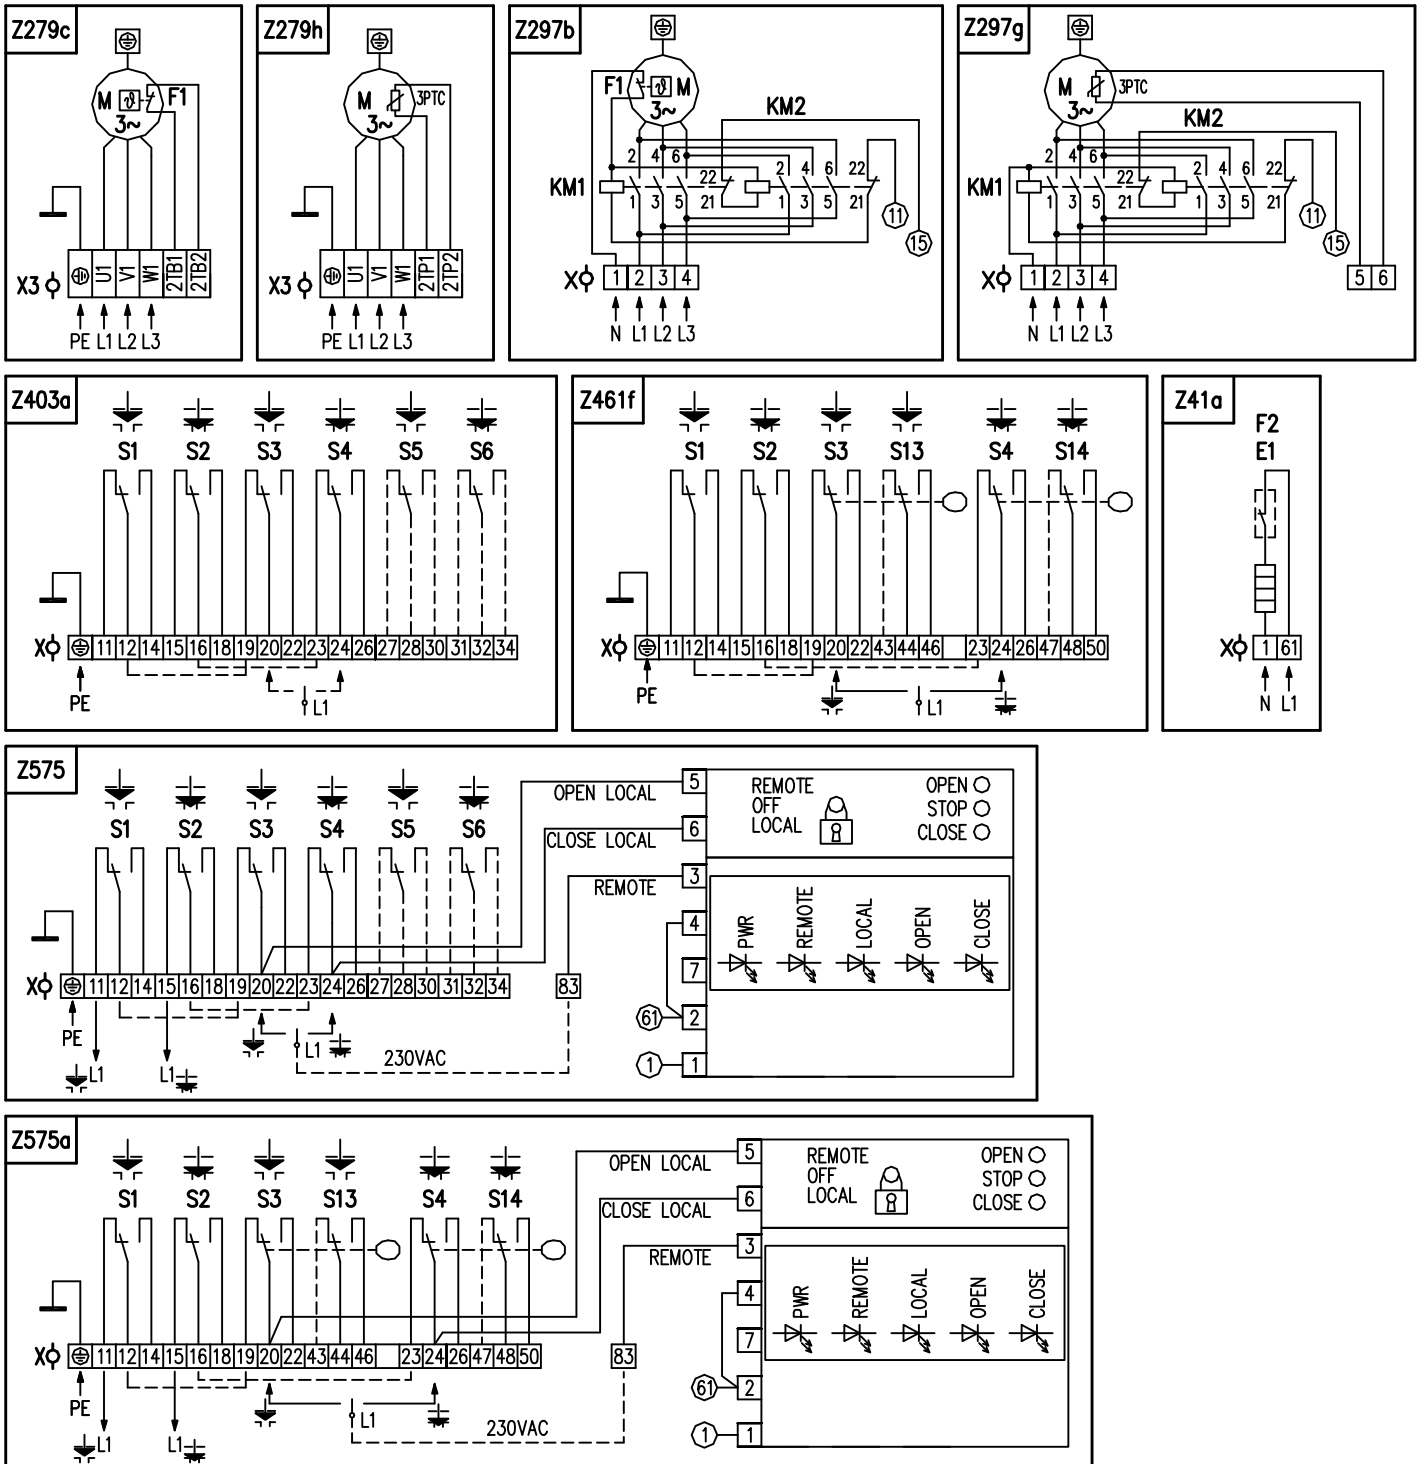 Z279c
M ϑ F1
3~
X3 U1 V1 W1 2TB1 2TB2
PE L1 L2 L3
Z279h
M 3PTC
3~
X3 U1 V1 W1 2TP1 2TP2
PE L1 L2 L3
Z297b
F1 ϑ M
3~
KM2
2 4 6 22 2 4 6 22
KM1
1 3 5 21 1 3 5 21
11
15
X 1 2 3 4
N L1 L2 L3
Z297g
M 3PTC
3~
KM2
2 4 6 22 2 4 6 22
KM1
1 3 5 21 1 3 5 21
11
15
X 1 2 3 4 5 6
N L1 L2 L3
Z403a
S1 S2 S3 S4 S5 S6
X 11 12 14 15 16 18 19 20 22 23 24 26 27 28 30 31 32 34
PE
L1
Z461f
S1 S2 S3 S13 S4 S14
X 11 12 14 15 16 18 19 20 22 43 44 46 23 24 26 47 48 50
PE
L1
Z41a
F2
E1
X 1 61
N L1
Z575
S1 S2 S3 S4 S5 S6
OPEN LOCAL 5
CLOSE LOCAL 6
REMOTE 3
4
7
61 2
1 1
REMOTE
OFF
LOCAL
OPEN
STOP
CLOSE
PWR REMOTE LOCAL OPEN CLOSE
X 11 12 14 15 16 18 19 20 22 23 24 26 27 28 30 31 32 34 83
PE
L1
230VAC
L1 L1
Z575a
S1 S2 S3 S13 S4 S14
OPEN LOCAL 5
CLOSE LOCAL 6
REMOTE 3
4
7
61 2
1 1
REMOTE
OFF
LOCAL
OPEN
STOP
CLOSE
PWR REMOTE LOCAL OPEN CLOSE
X 11 12 14 15 16 18 19 20 22 43 44 46 23 24 26 47 48 50 83
PE
L1
230VAC
L1 L1